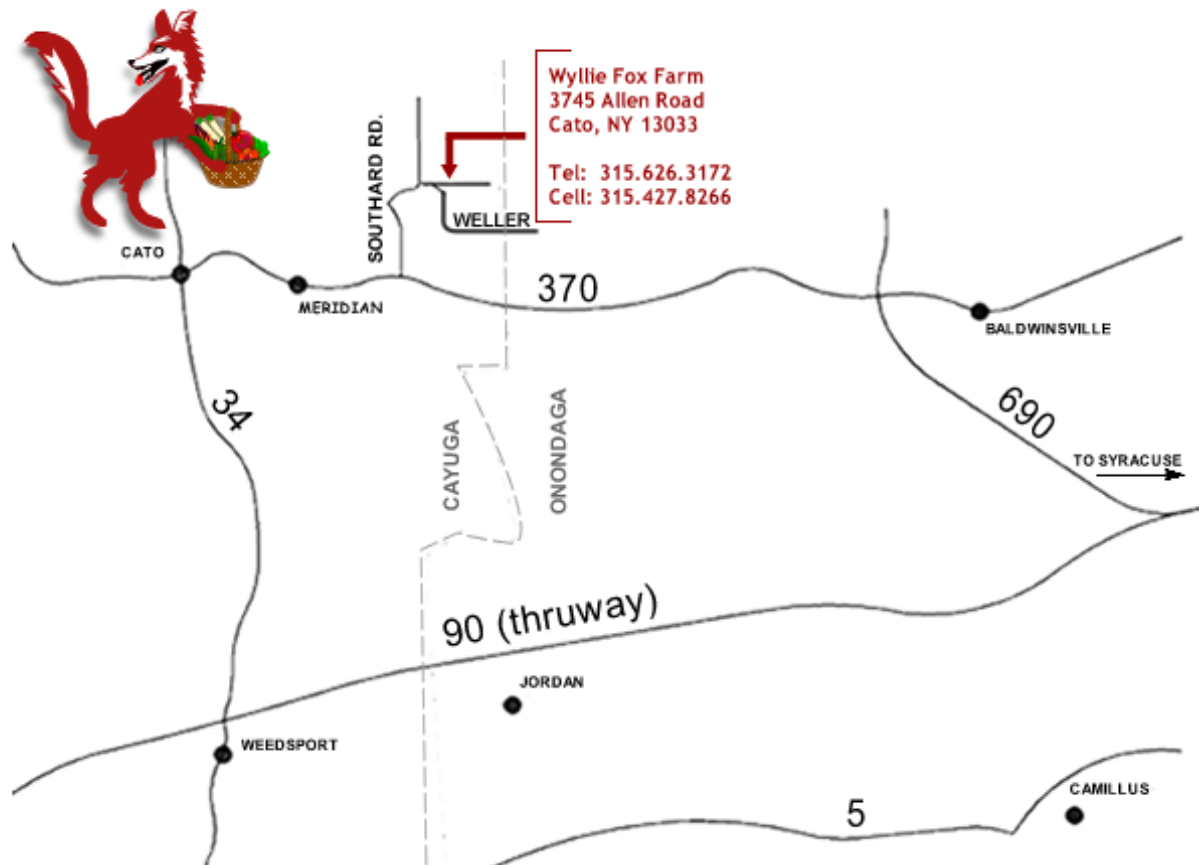 Wyllie Fox Farm
3745 Allen Road
Cato, NY 13033
Tel: 315.626.3172
Cell: 315.427.8266
SOUTHARD RD.
WELLER
CATO
MERIDIAN
370
BALDWINSVILLE
34
690
CAYUGA
ONONDAGA
TO SYRACUSE
90 (thruway)
JORDAN
WEEDSPORT
CAMILLUS
5